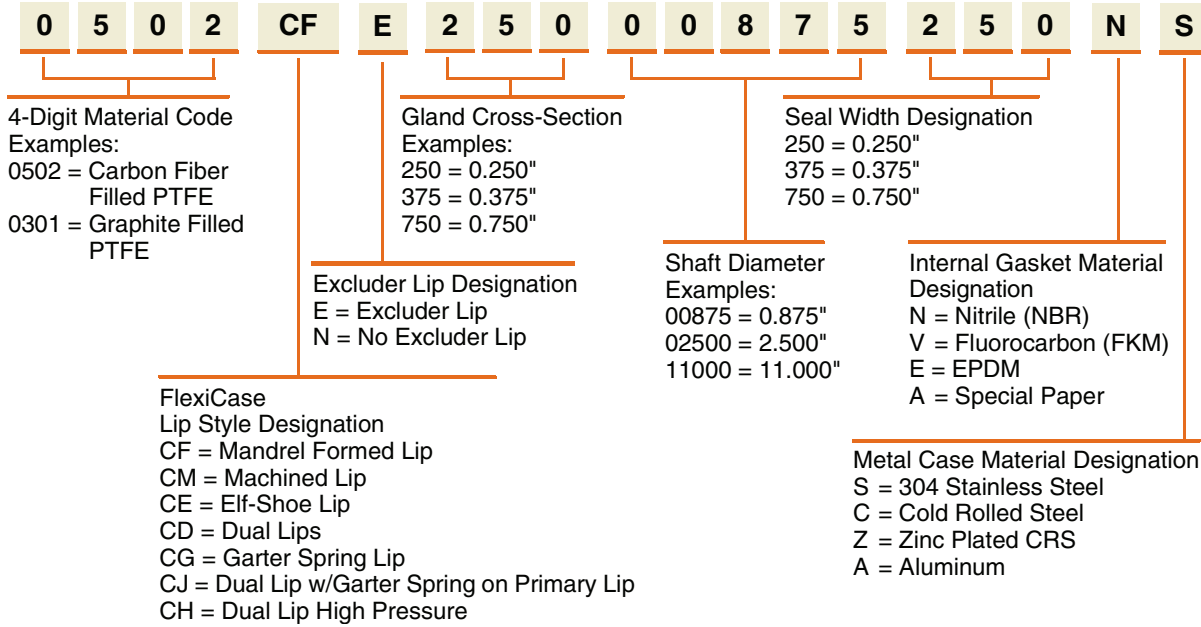 0 5 0 2 CF E 2 5 0 0 0 8 7 5 2 5 0 N S
4-Digit Material Code
Examples:
0502 = Carbon Fiber
Filled PTFE
0301 = Graphite Filled
PTFE
Gland Cross-Section
Examples:
250 = 0.250"
375 = 0.375"
750 = 0.750"
Seal Width Designation
250 = 0.250"
375 = 0.375"
750 = 0.750"
Excluder Lip Designation
E = Excluder Lip
N = No Excluder Lip
Shaft Diameter
Examples:
00875 = 0.875"
02500 = 2.500"
11000 = 11.000"
Internal Gasket Material
Designation
N = Nitrile (NBR)
V = Fluorocarbon (FKM)
E = EPDM
A = Special Paper
FlexiCase
Lip Style Designation
CF = Mandrel Formed Lip
CM = Machined Lip
CE = Elf-Shoe Lip
CD = Dual Lips
CG = Garter Spring Lip
CJ = Dual Lip w/Garter Spring on Primary Lip
CH = Dual Lip High Pressure
Metal Case Material Designation
S = 304 Stainless Steel
C = Cold Rolled Steel
Z = Zinc Plated CRS
A = Aluminum